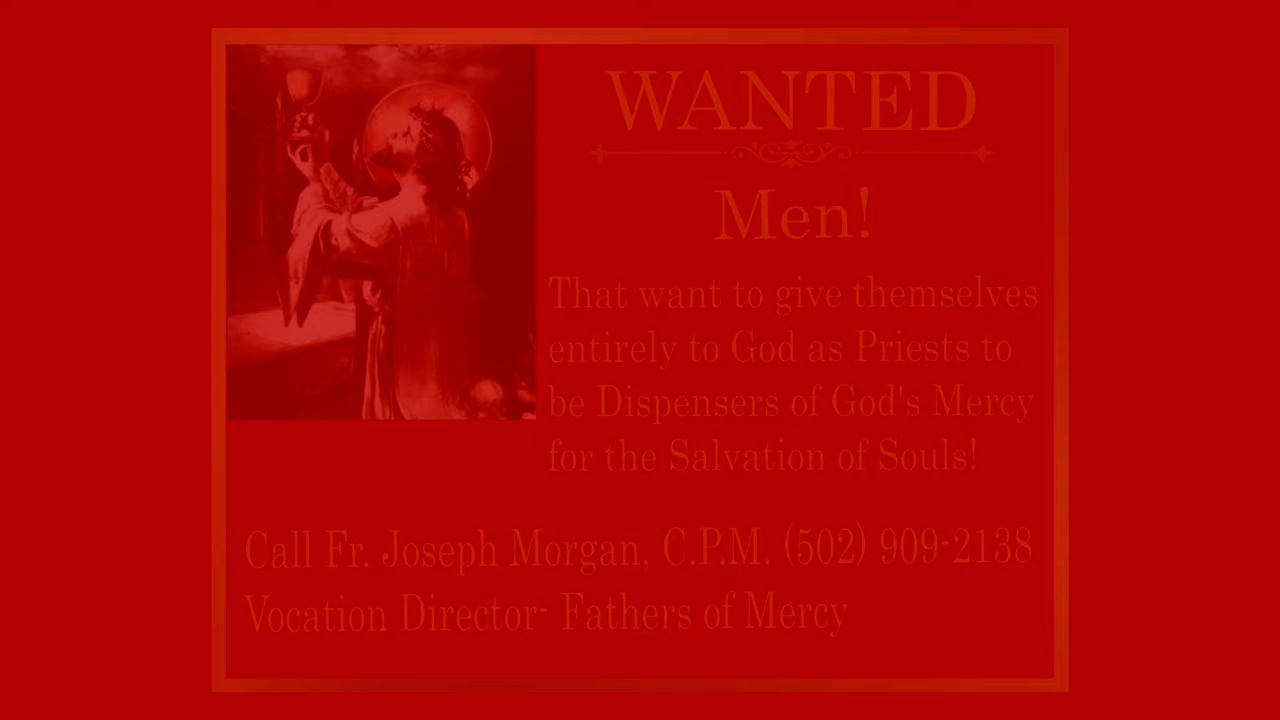 WANTED
Men!
That want to give themselves
entirely to God as Priests to
be Dispensers of God's Mercy
for the Salvation of Souls!
Call Fr. Joseph Morgan, C.P.M. (502) 909-2138
Vocation Director- Fathers of Mercy